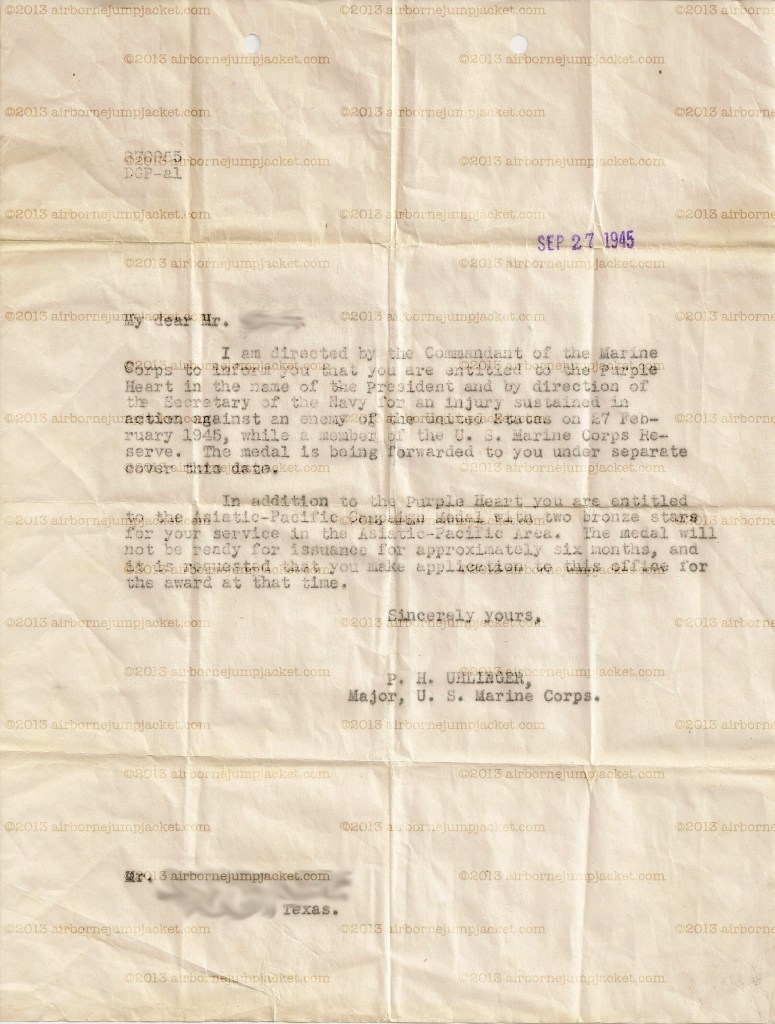 870955
DGP-al
SEP 27 1945
My dear Mr.
I am directed by the Commandant of the Marine
Corps to inform you that you are entitled to the Purple
Heart in the name of the President and by direction of
the Secretary of the Navy for an injury sustained in
action against an enemy of the United States on 27 Feb-
ruary 1945, while a member of the U. S. Marine Corps Re-
serve. The medal is being forwarded to you under separate
cover this date.
In addition to the Purple Heart you are entitled
to the Asiatic-Pacific Campaign Medal with two bronze stars
for your service in the Asiatic-Pacific Area. The medal will
not be ready for issuance for approximately six months, and
it is requested that you make application to this office for
the award at that time.
Sincerely yours,
P. H. UHLINGER,
Major, U. S. Marine Corps.
Mr.
Texas.
©2013 airbornejumpjacket.com